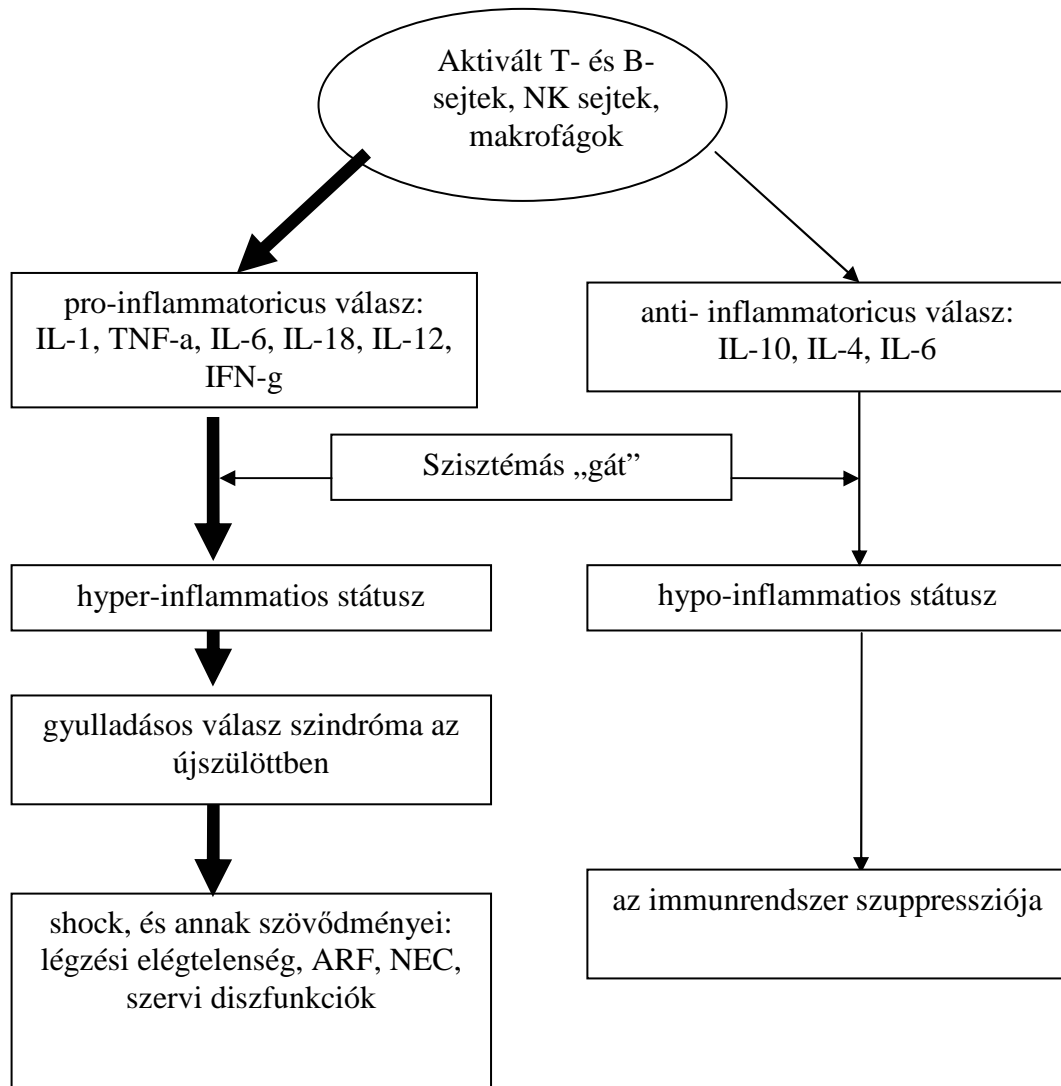 Aktivált T- és B-
sejtek, NK sejtek,
makrofágok
pro-inflammatoricus válasz:
IL-1, TNF-a, IL-6, IL-18, IL-12,
IFN-g
anti- inflammatoricus válasz:
IL-10, IL-4, IL-6
Szisztémás „gát”
hyper-inflammatios státusz
hypo-inflammatios státusz
gyulladásos válasz szindróma az
újszülöttben
shock, és annak szövődményei:
légzési elégtelenség, ARF, NEC,
szervi diszfunkciók
az immunrendszer szuppressziója